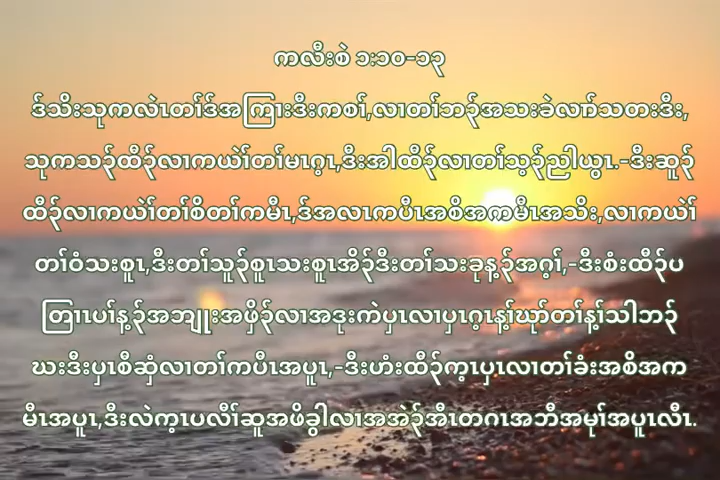 ကလီးစဲ ၁း၁၀-၁၃
ဒ်သိးသုကလဲၤတၢ်ဒ်အကြၢးဒီးကစၢ်,လၢတၢ်ဘၣ်အသးခဲလၢာ်သတးဒီး,
သုကသၣ်ထီၣ်လၢကယဲၢ်တၢ်မၤဂ့ၤ,ဒီးအါထီၣ်လၢတၢ်သ့ၣ်ညါယွၤ.-ဒီးဆူၣ်
ထီၣ်လၢကယဲၢ်တၢ်စိတၢ်ကမီၤ,ဒ်အလၤကပီၤအစိအကမီၤအသိး,လၢကယဲၢ်
တၢ်ဝံသးစူၤ,ဒီးတၢ်သူၣ်စူၤသးစူၤအိၣ်ဒီးတၢ်သးခုန့ၣ်အဂ့ၢ်,-ဒီးစံးထီၣ်ပ
တြၢၤပၢ်န့ၣ်အဘျုးအဖှိၣ်လၢအဒုးကဲပှၤလၢပှၤဂ့ၤန့ၢ်ဃုာ်တၢ်န့ၢ်သါဘၣ်
ဃးဒီးပှၤစီဆှံလၢတၢ်ကပီၤအပူၤ,-ဒီးဟံးထီၣ်က့ၤပှၤလၢတၢ်ခံးအစိအက
မီၤအပူၤ,ဒီးလဲက့ၤပလီၢ်ဆူအဖိခွါလၢအအဲၣ်အီၤတဂၤအဘီအမုၢ်အပူၤလီၤ.